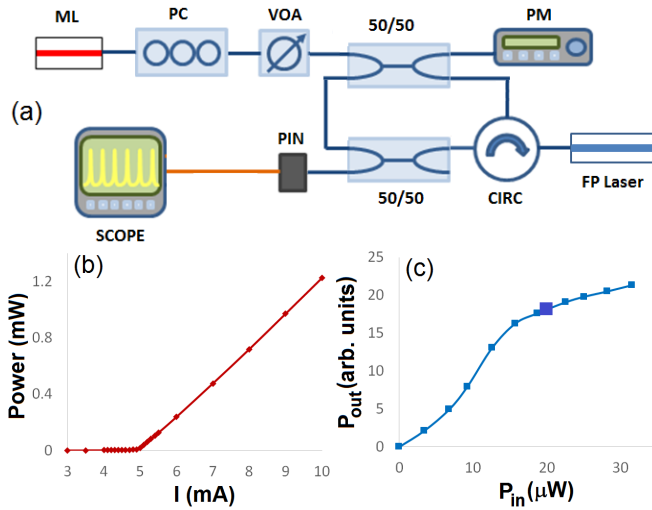 ML PC VOA 50/50 PM
(a)
PIN
SCOPE 50/50 CIRC FP Laser
(b)
Power (mW)
1.2
0.8
0.4
0
3 4 5 6 7 8 9 10
I (mA)
(c)
P_out (arb. units)
25
20
15
10
5
0
0 10 20 30
P_in (μW)